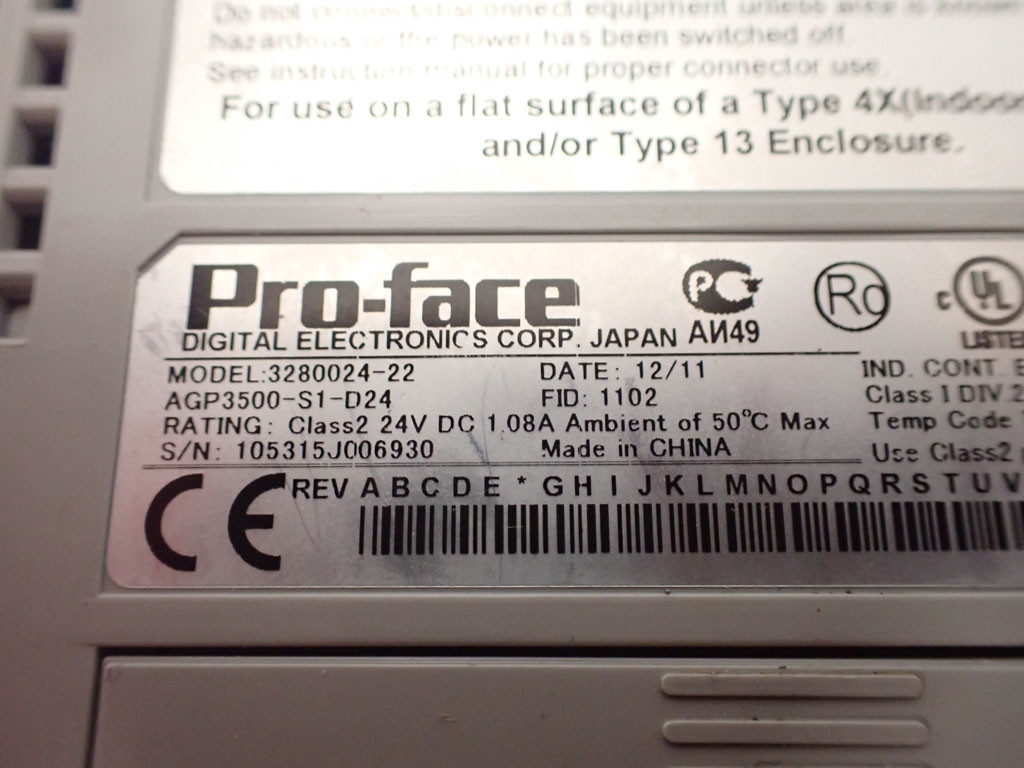 Do not connect equipment unless area is
hazardous or the power has been switched off.
See instruction manual for proper connector use.
For use on a flat surface of a Type 4X(Indoor
and/or Type 13 Enclosure.
Pro-face
DIGITAL ELECTRONICS CORP. JAPAN
АИ49
c UL
LISTE
MODEL:3280024-22 DATE: 12/11 IND. CONT. E
AGP3500-S1-D24 FID: 1102 Class 1 DIV 2
RATING: Class2 24V DC 1.08A Ambient of 50°C Max Temp Code
S/N: 105315J006930 Made in CHINA Use Class2
CE REV A B C D E * G H I J K L M N O P Q R S T U V